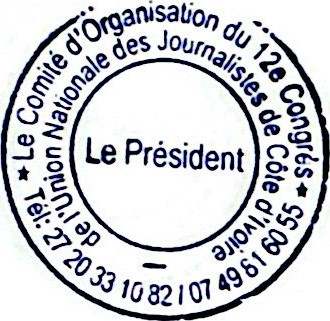 ★ Le Comité d'Organisation du 12e Congrès ★
de l'Union Nationale des Journalistes de Côte d'Ivoire
Le Président
Tél: 27 20 33 10 82 / 07 49 61 60 55